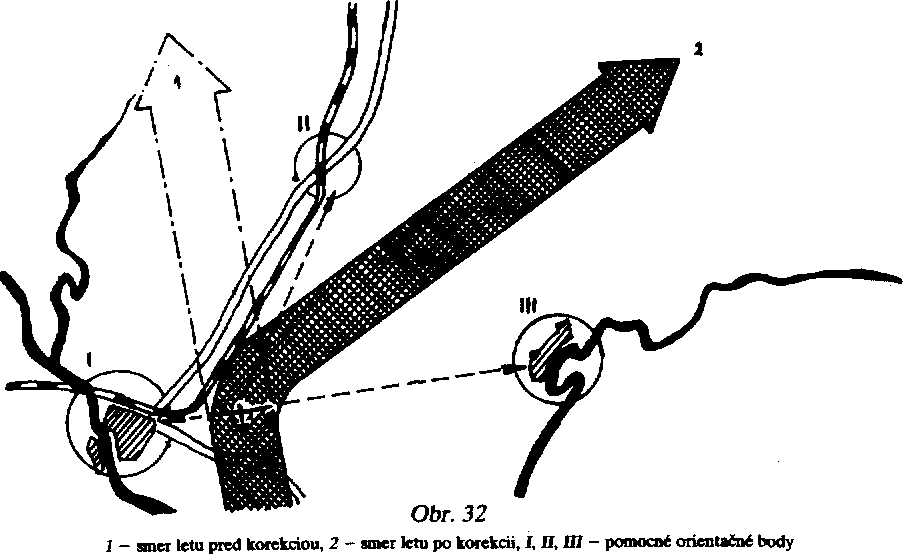 1
2
II
III
I
Obr. 32
1 – smer letu pred korekciou, 2 – smer letu po korekcii, I, II, III – pomocné orientačné body